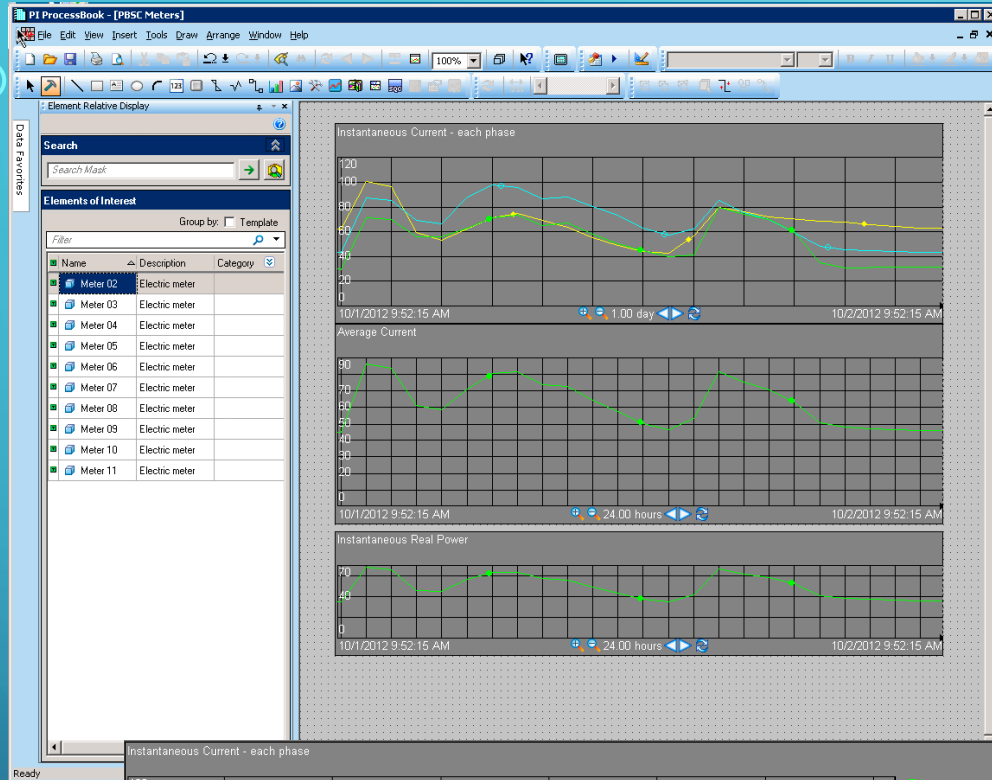 PI ProcessBook - [PBSC Meters]
File Edit View Insert Tools Draw Arrange Window Help
100%
123
Data Favorites
Element Relative Display
Search
Search Mask
Elements of Interest
Group by: Template
Filter
Name Description Category
Meter 02 Electric meter
Meter 03 Electric meter
Meter 04 Electric meter
Meter 05 Electric meter
Meter 06 Electric meter
Meter 07 Electric meter
Meter 08 Electric meter
Meter 09 Electric meter
Meter 10 Electric meter
Meter 11 Electric meter
Instantaneous Current - each phase
120
100
80
60
40
20
0
10/1/2012 9:52:15 AM 1.00 day 10/2/2012 9:52:15 AM
Average Current
90
70
60
50
40
30
20
0
10/1/2012 9:52:15 AM 24.00 hours 10/2/2012 9:52:15 AM
Instantaneous Real Power
70
40
0
10/1/2012 9:52:15 AM 24.00 hours 10/2/2012 9:52:15 AM
Instantaneous Current - each phase
Ready